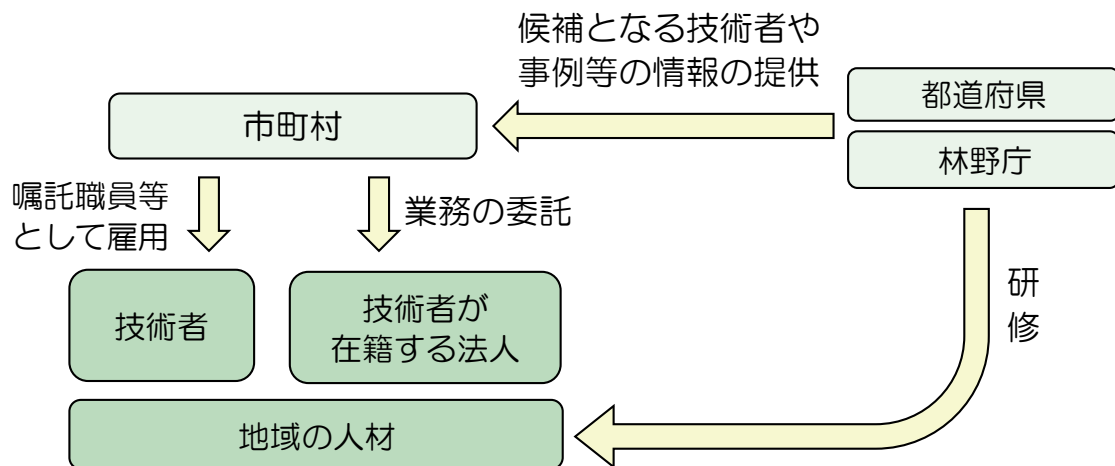 候補となる技術者や
事例等の情報の提供
都道府県
市町村
林野庁
嘱託職員等
として雇用
業務の委託
技術者
技術者が
在籍する法人
研
修
地域の人材